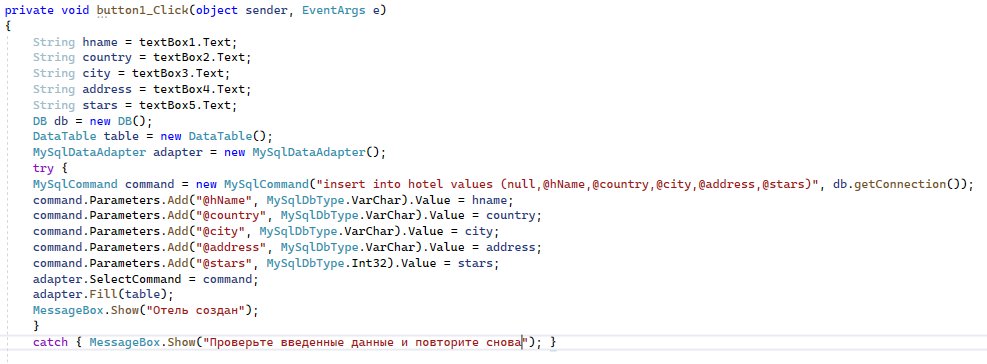 private void button1_Click(object sender, EventArgs e)
{
String hname = textBox1.Text;
String country = textBox2.Text;
String city = textBox3.Text;
String address = textBox4.Text;
String stars = textBox5.Text;
DB db = new DB();
DataTable table = new DataTable();
MySqlDataAdapter adapter = new MySqlDataAdapter();
try {
MySqlCommand command = new MySqlCommand("insert into hotel values (null,@hName,@country,@city,@address,@stars)", db.getConnection());
command.Parameters.Add("@hName", MySqlDbType.VarChar).Value = hname;
command.Parameters.Add("@country", MySqlDbType.VarChar).Value = country;
command.Parameters.Add("@city", MySqlDbType.VarChar).Value = city;
command.Parameters.Add("@address", MySqlDbType.VarChar).Value = address;
command.Parameters.Add("@stars", MySqlDbType.Int32).Value = stars;
adapter.SelectCommand = command;
adapter.Fill(table);
MessageBox.Show("Отель создан");
}
catch { MessageBox.Show("Проверьте введенные данные и повторите снова"); }